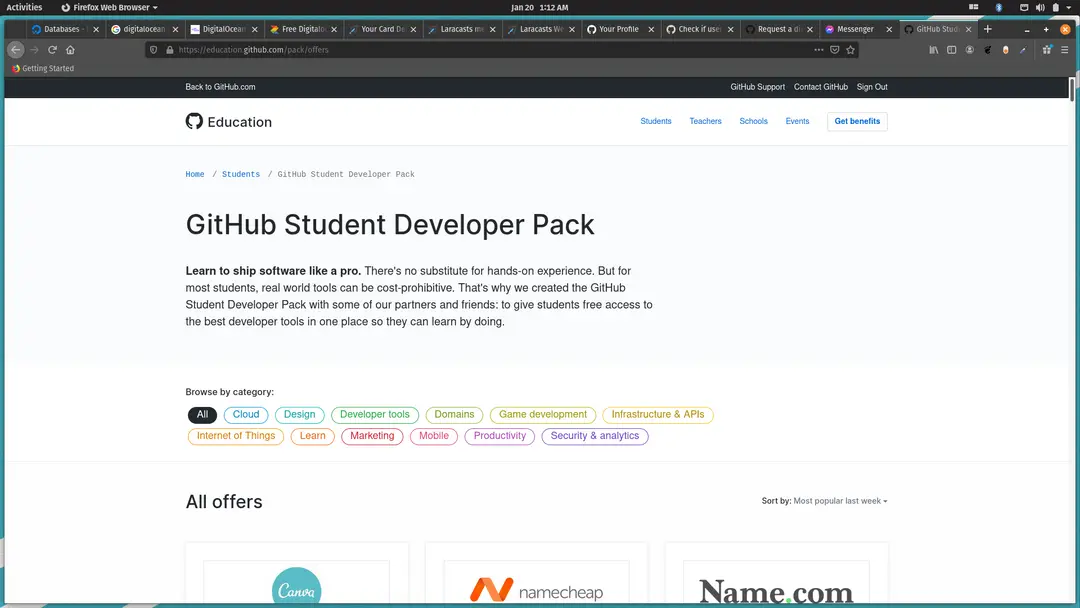 Activities Firefox Web Browser Jan 20 1:12 AM
Databases digitalocean DigitalOcean Free Digitalo Your Card De Laracasts me Laracasts We Your Profile Check if user Request a di Messenger GitHub Stud
https://education.github.com/pack/offers
Getting Started
Back to GitHub.com GitHub Support Contact GitHub Sign Out
Education Students Teachers Schools Events Get benefits
Home / Students / GitHub Student Developer Pack
GitHub Student Developer Pack
Learn to ship software like a pro. There's no substitute for hands-on experience. But for
most students, real world tools can be cost-prohibitive. That's why we created the GitHub
Student Developer Pack with some of our partners and friends: to give students free access to
the best developer tools in one place so they can learn by doing.
Browse by category:
All Cloud Design Developer tools Domains Game development Infrastructure & APIs
Internet of Things Learn Marketing Mobile Productivity Security & analytics
All offers Sort by: Most popular last week
Canva namecheap Name.com